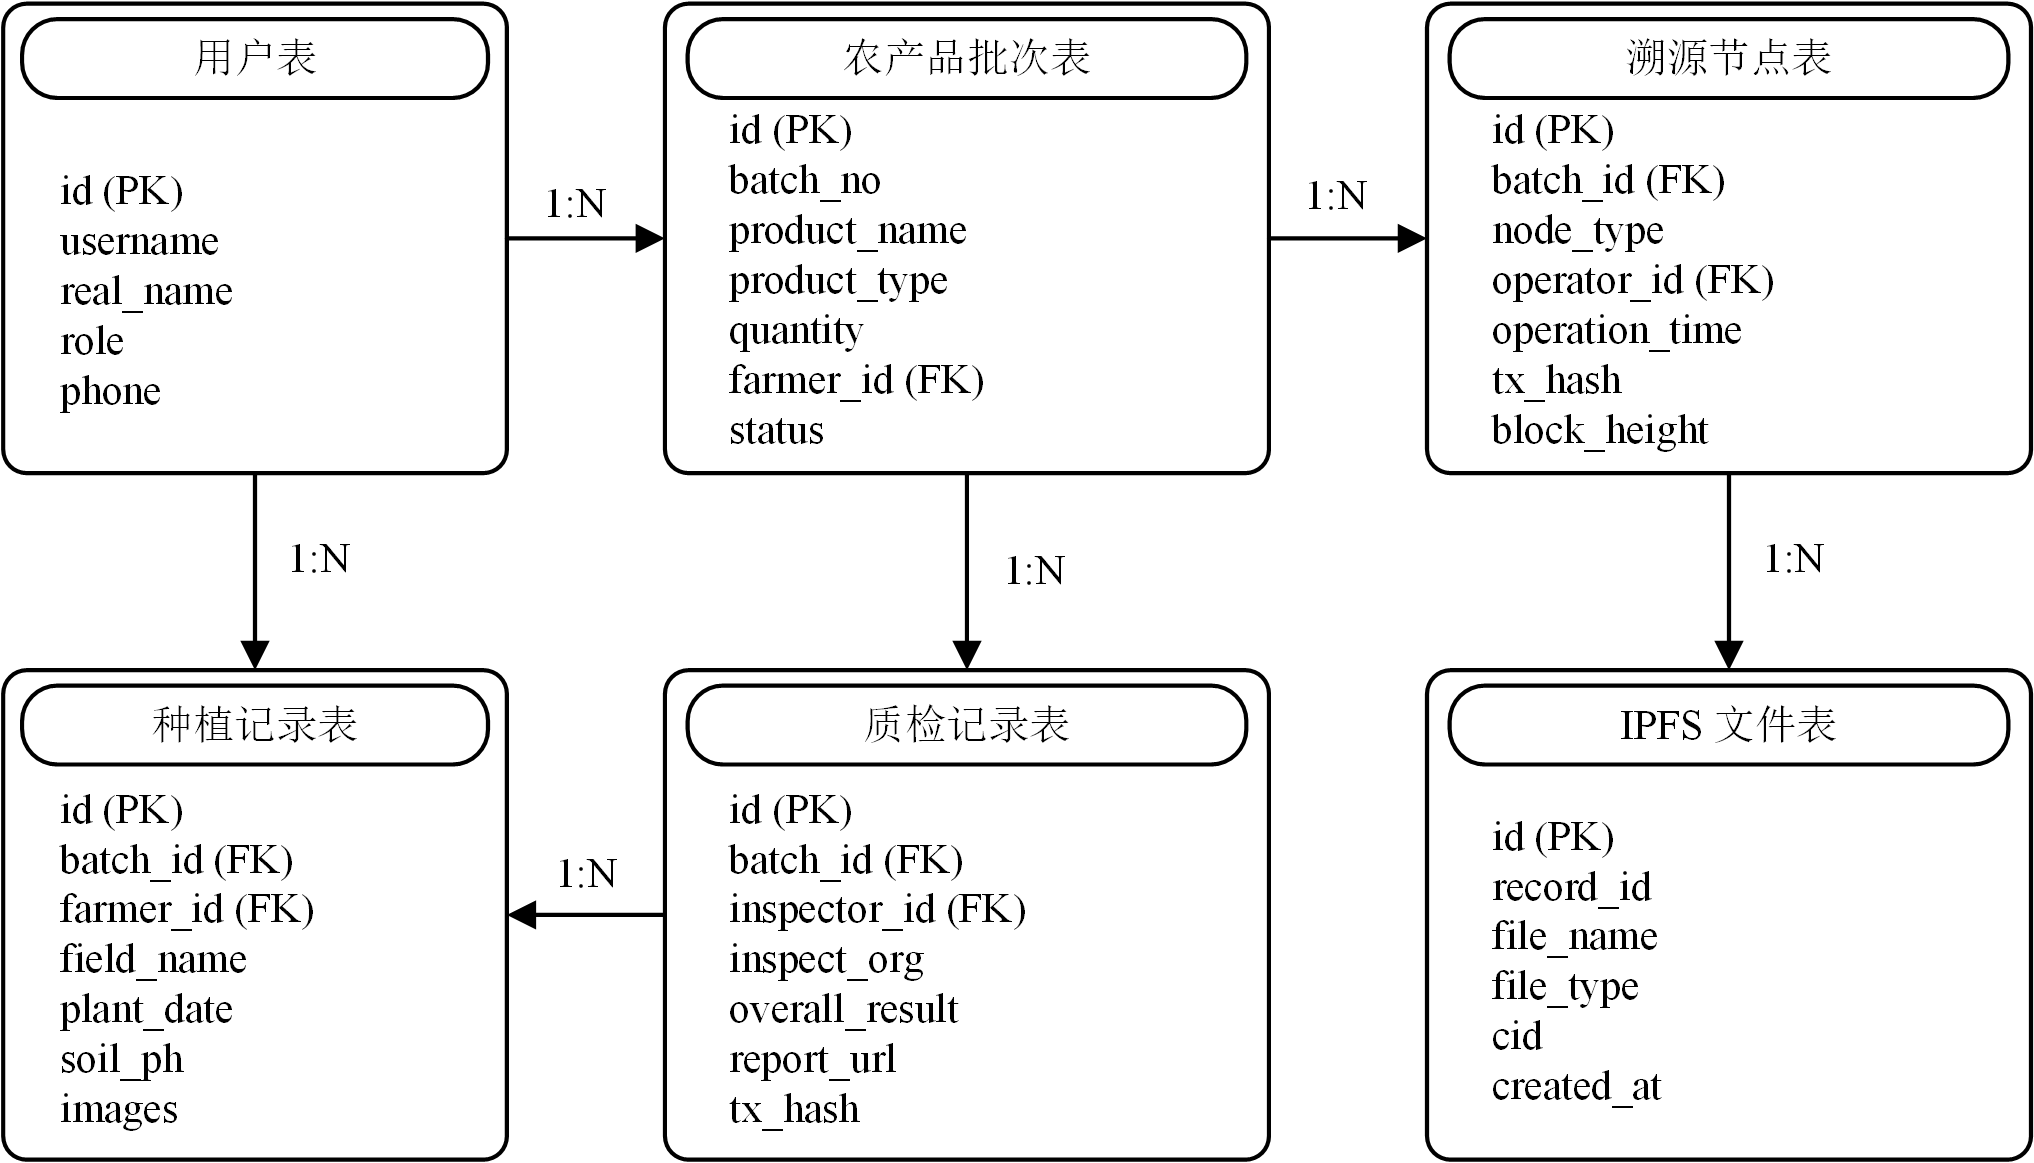 用户表
id (PK)
username
real_name
role
phone
1:N
农产品批次表
id (PK)
batch_no
product_name
product_type
quantity
farmer_id (FK)
status
1:N
溯源节点表
id (PK)
batch_id (FK)
node_type
operator_id (FK)
operation_time
tx_hash
block_height
1:N
1:N
1:N
种植记录表
id (PK)
batch_id (FK)
farmer_id (FK)
field_name
plant_date
soil_ph
images
1:N
质检记录表
id (PK)
batch_id (FK)
inspector_id (FK)
inspect_org
overall_result
report_url
tx_hash
IPFS 文件表
id (PK)
record_id
file_name
file_type
cid
created_at